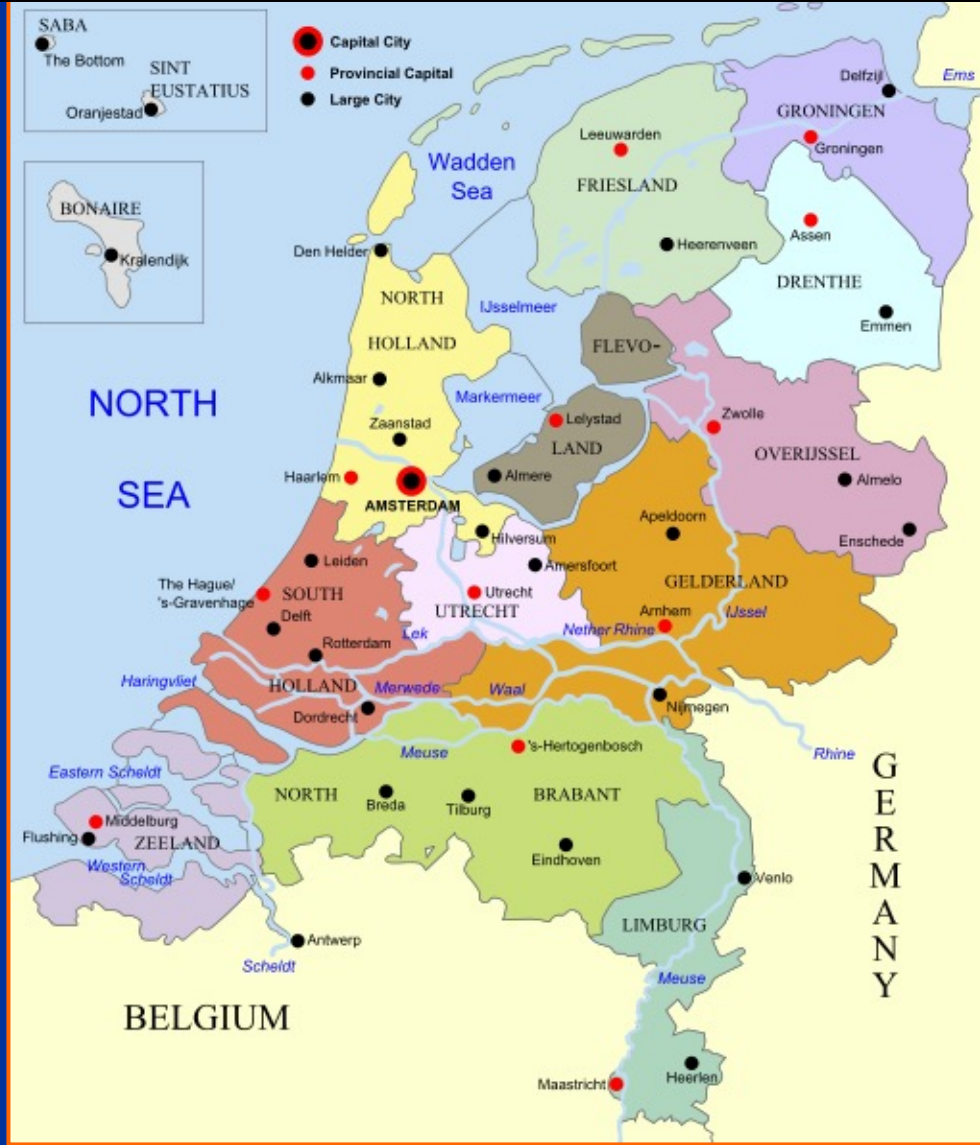 SABA
The Bottom
SINT
EUSTATIUS
Oranjestad
Capital City
Provincial Capital
Large City
BONAIRE
Kralendijk
Wadden
Sea
Delfzijl
Ems
GRONINGEN
Groningen
Leeuwarden
FRIESLAND
Heerenveen
Assen
DRENTHE
Emmen
Den Helder
NORTH
HOLLAND
IJsselmeer
FLEVO-
LAND
Alkmaar
Markermeer
Lelystad
Zwolle
NORTH
SEA
Zaanstad
Haarlem
AMSTERDAM
Almere
OVERIJSSEL
Almelo
Enschede
Hilversum
Apeldoorn
Amersfoort
GELDERLAND
Leiden
The Hague/
's-Gravenhage
SOUTH
HOLLAND
Delft
Utrecht
UTRECHT
Arnhem
IJssel
Nether Rhine
Lek
Rotterdam
Haringvliet
Merwede
Waal
Dordrecht
Nijmegen
Rhine
Meuse
's-Hertogenbosch
Eastern Scheldt
NORTH
BRABANT
Breda
Tilburg
Middelburg
Flushing
ZEELAND
Western
Scheldt
Eindhoven
Venlo
LIMBURG
GERMANY
Antwerp
Scheldt
Meuse
BELGIUM
Maastricht
Heerlen